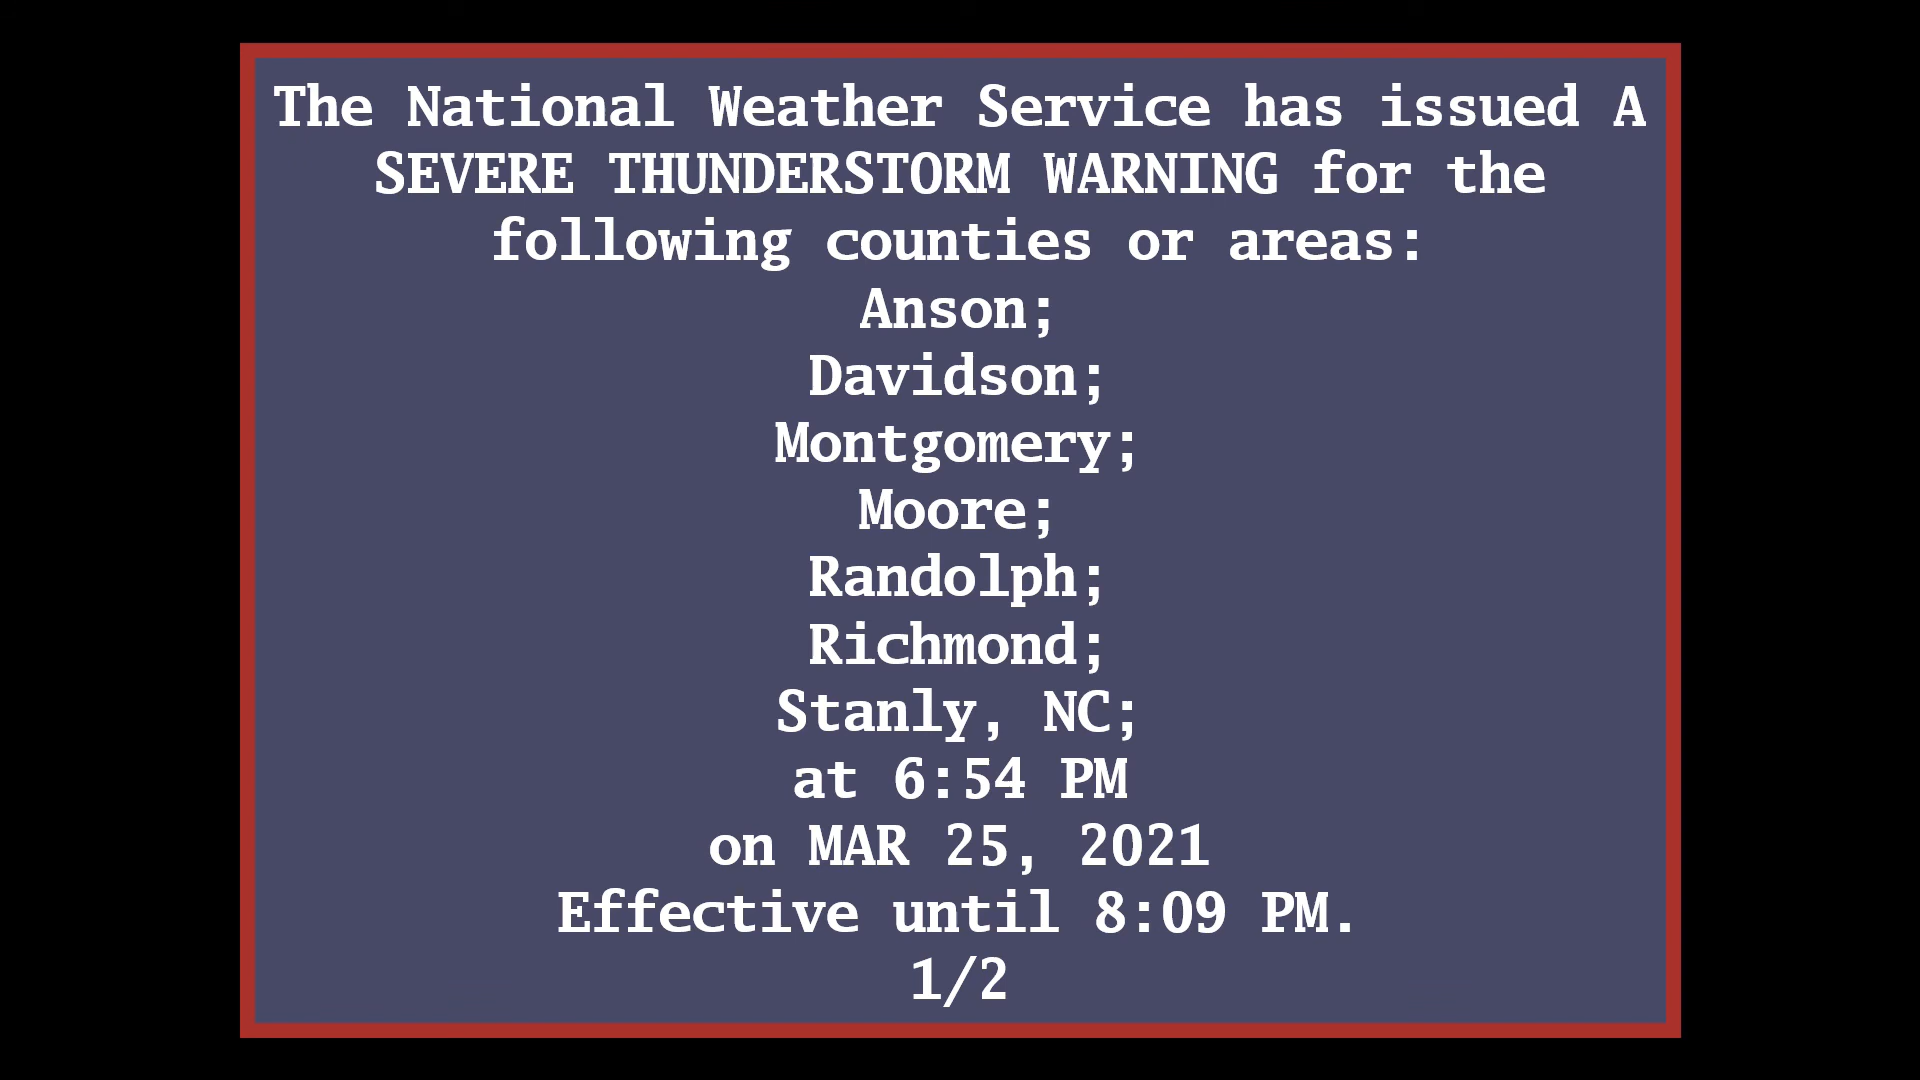 The National Weather Service has issued A
SEVERE THUNDERSTORM WARNING for the
following counties or areas:
Anson;
Davidson;
Montgomery;
Moore;
Randolph;
Richmond;
Stanly, NC;
at 6:54 PM
on MAR 25, 2021
Effective until 8:09 PM.
1/2